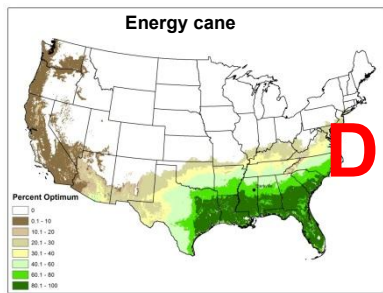 Energy cane
D
Percent Optimum
0
0.1 - 10
10.1 - 20
20.1 - 30
30.1 - 40
40.1 - 60
60.1 - 80
80.1 - 100